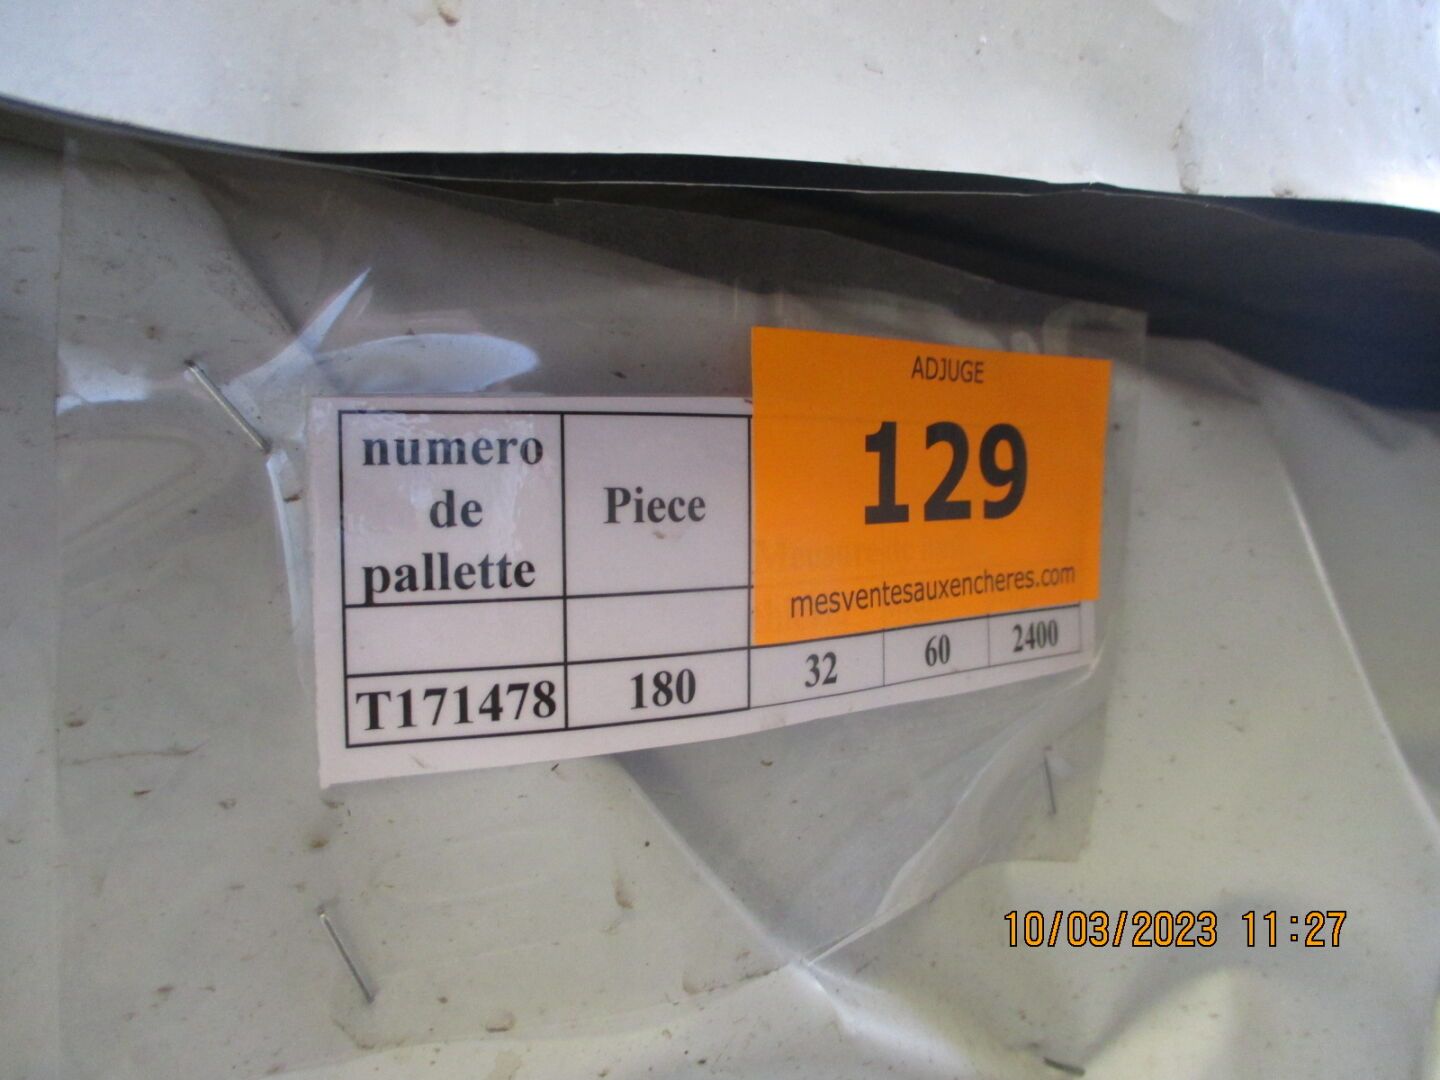 numero
de
pallette
Piece
ADJUGE
129
mesventesauxencheres.com
T171478 180 32 60 2400
10/03/2023 11:27